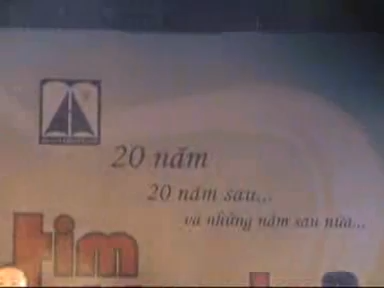 20 năm
20 năm sau...
và những năm sau nữa...
tim